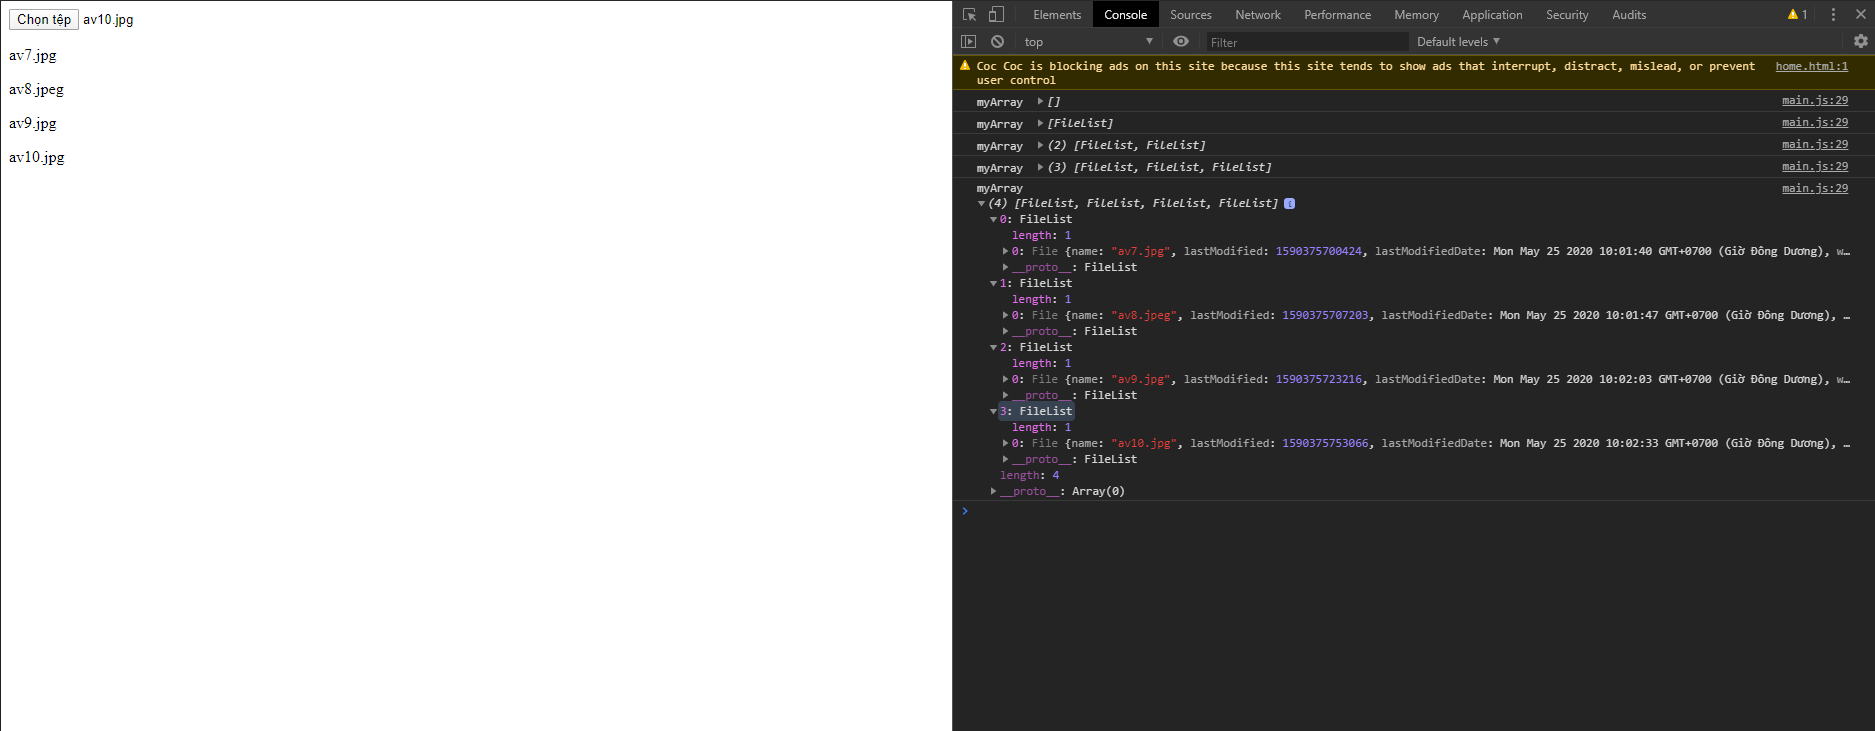 Chọn tệp av10.jpg
av7.jpg
av8.jpeg
av9.jpg
av10.jpg
Elements Console Sources Network Performance Memory Application Security Audits 1
top Filter Default levels
Coc Coc is blocking ads on this site because this site tends to show ads that interrupt, distract, mislead, or prevent home.html:1
user control
myArray [] main.js:29
myArray [FileList] main.js:29
myArray (2) [FileList, FileList] main.js:29
myArray (3) [FileList, FileList, FileList] main.js:29
myArray main.js:29
(4) [FileList, FileList, FileList, FileList] i
0: FileList
length: 1
0: File {name: "av7.jpg", lastModified: 1590375700424, lastModifiedDate: Mon May 25 2020 10:01:40 GMT+0700 (Giờ Đông Dương), w…
__proto__: FileList
1: FileList
length: 1
0: File {name: "av8.jpeg", lastModified: 1590375707203, lastModifiedDate: Mon May 25 2020 10:01:47 GMT+0700 (Giờ Đông Dương), …
__proto__: FileList
2: FileList
length: 1
0: File {name: "av9.jpg", lastModified: 1590375723216, lastModifiedDate: Mon May 25 2020 10:02:03 GMT+0700 (Giờ Đông Dương), w…
__proto__: FileList
3: FileList
length: 1
0: File {name: "av10.jpg", lastModified: 1590375753066, lastModifiedDate: Mon May 25 2020 10:02:33 GMT+0700 (Giờ Đông Dương), …
__proto__: FileList
length: 4
__proto__: Array(0)